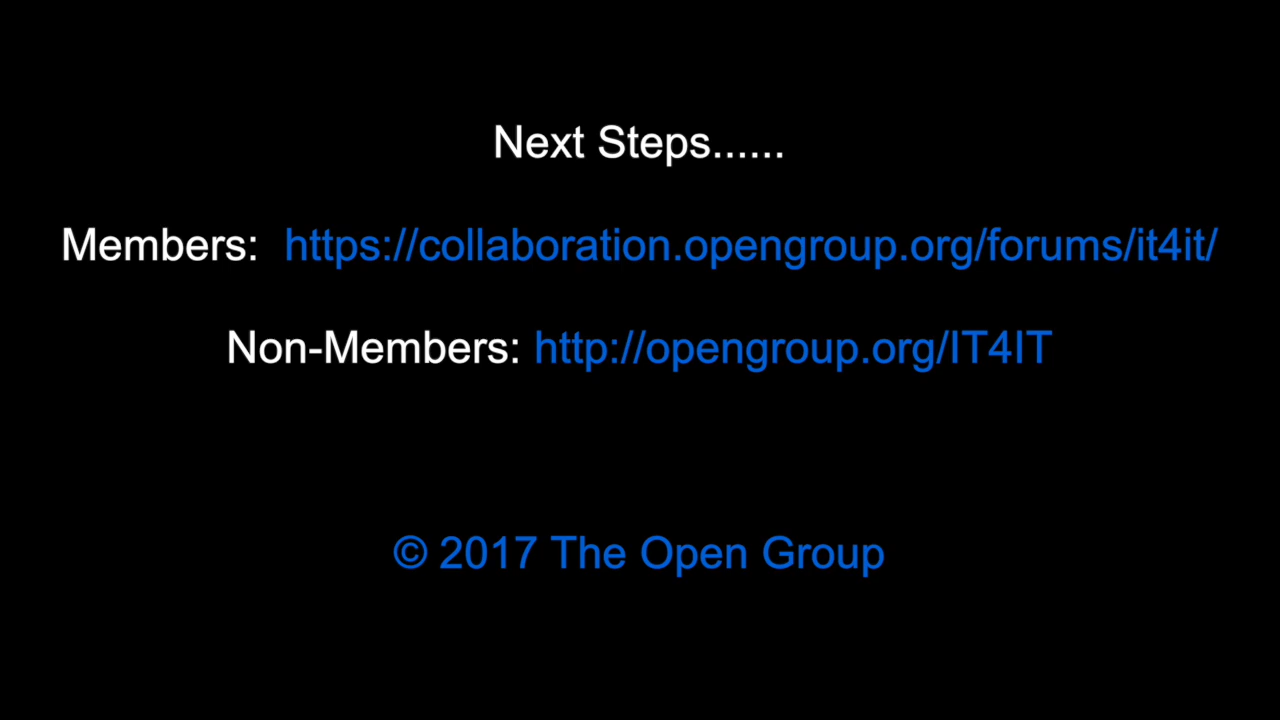 Next Steps......
Members:  https://collaboration.opengroup.org/forums/it4it/
Non-Members: http://opengroup.org/IT4IT
© 2017 The Open Group